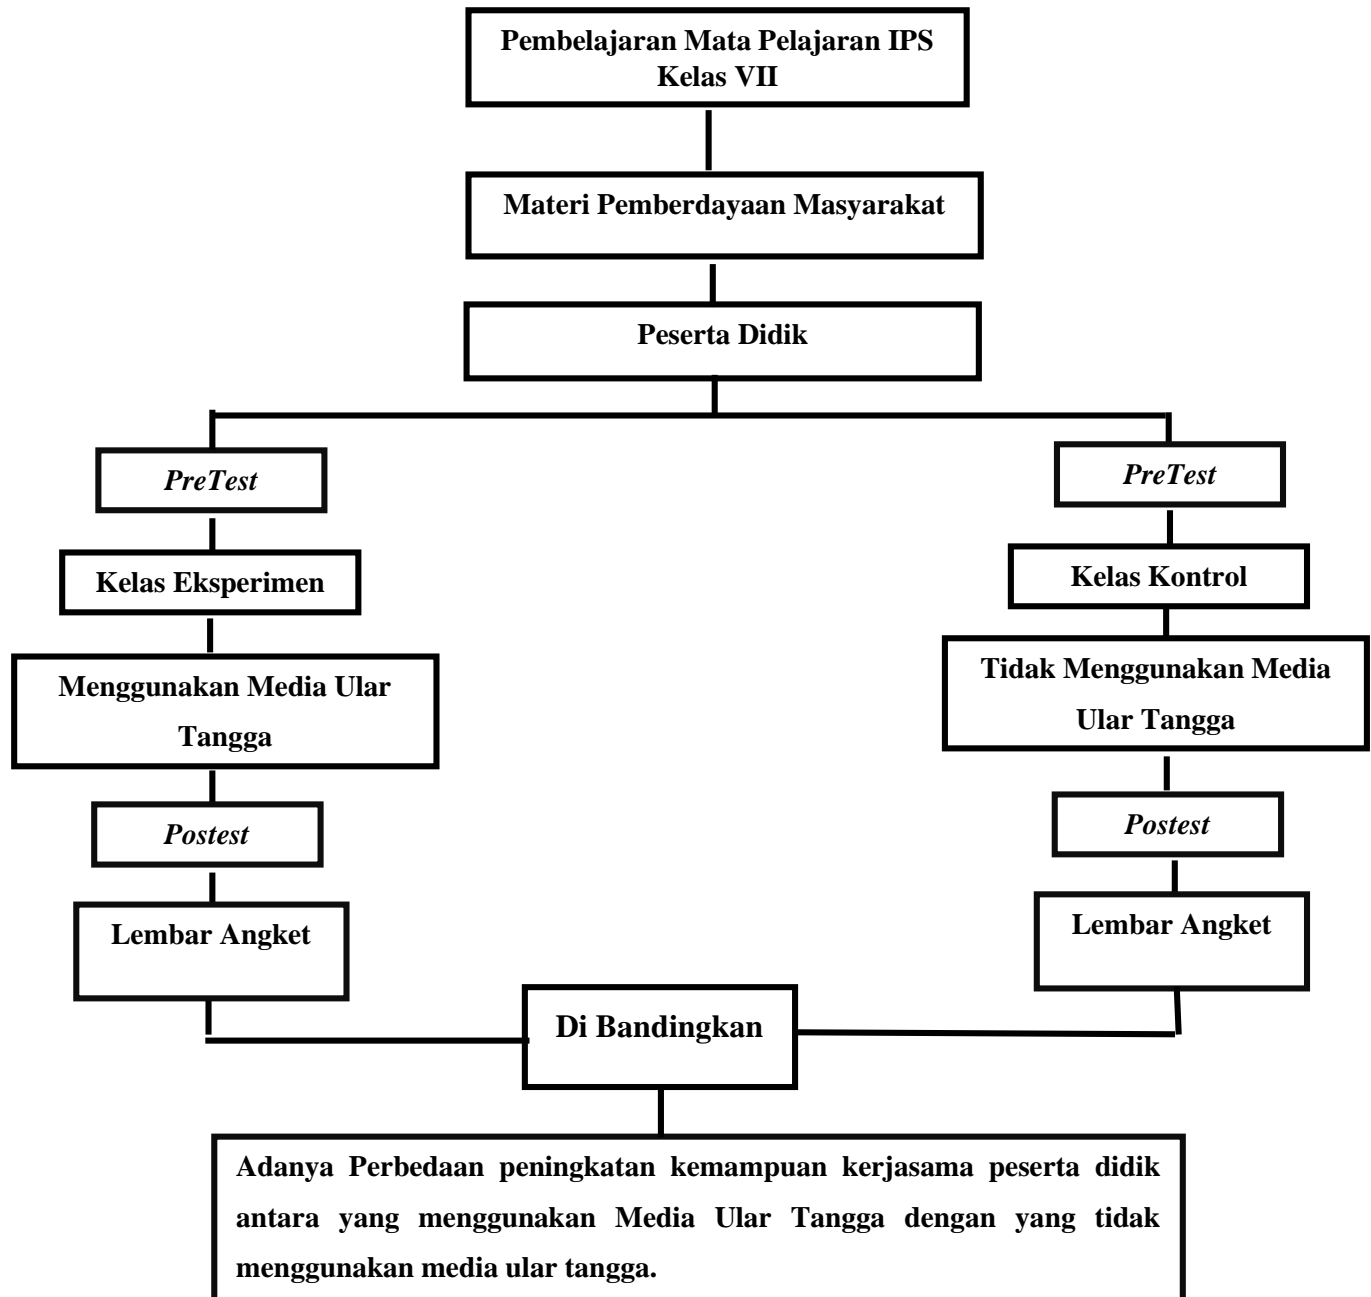 Pembelajaran Mata Pelajaran IPS
Kelas VII
Materi Pemberdayaan Masyarakat
Peserta Didik
PreTest
PreTest
Kelas Eksperimen
Kelas Kontrol
Menggunakan Media Ular
Tangga
Tidak Menggunakan Media
Ular Tangga
Postest
Postest
Lembar Angket
Lembar Angket
Di Bandingkan
Adanya Perbedaan peningkatan kemampuan kerjasama peserta didik
antara yang menggunakan Media Ular Tangga dengan yang tidak
menggunakan media ular tangga.